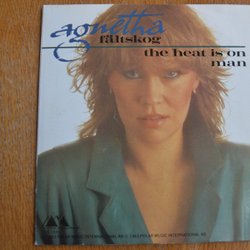 agnetha
fältskog
the heat is on
man